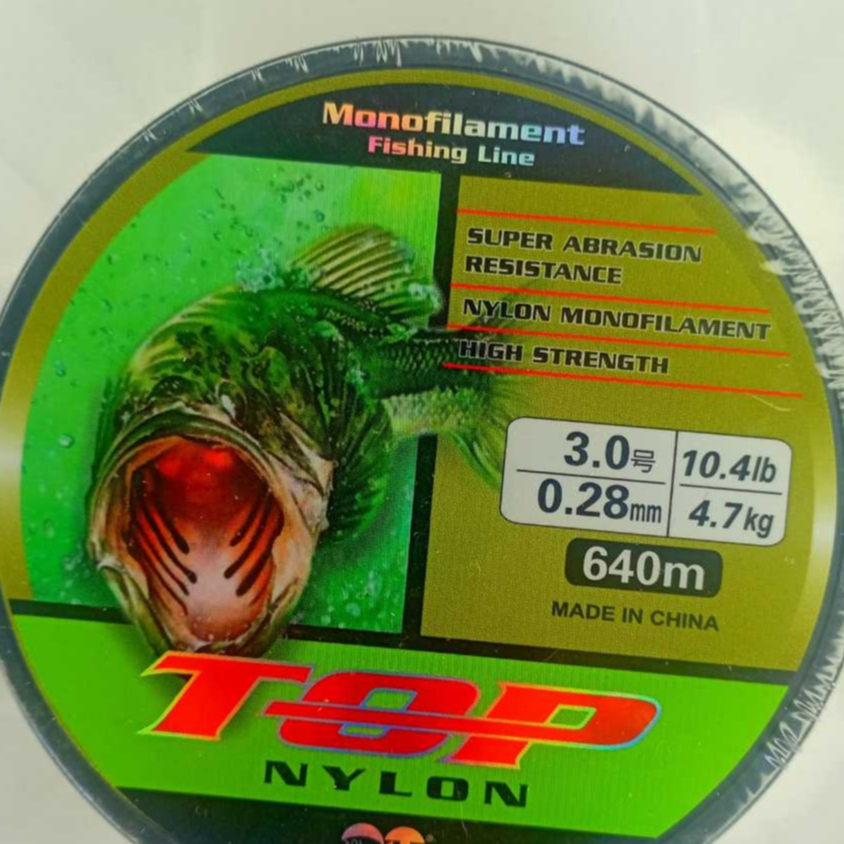 Monofilament
Fishing Line
SUPER ABRASION
RESISTANCE
NYLON MONOFILAMENT
HIGH STRENGTH
3.0号 10.4lb
0.28mm 4.7kg
640m
MADE IN CHINA
TOP
NYLON